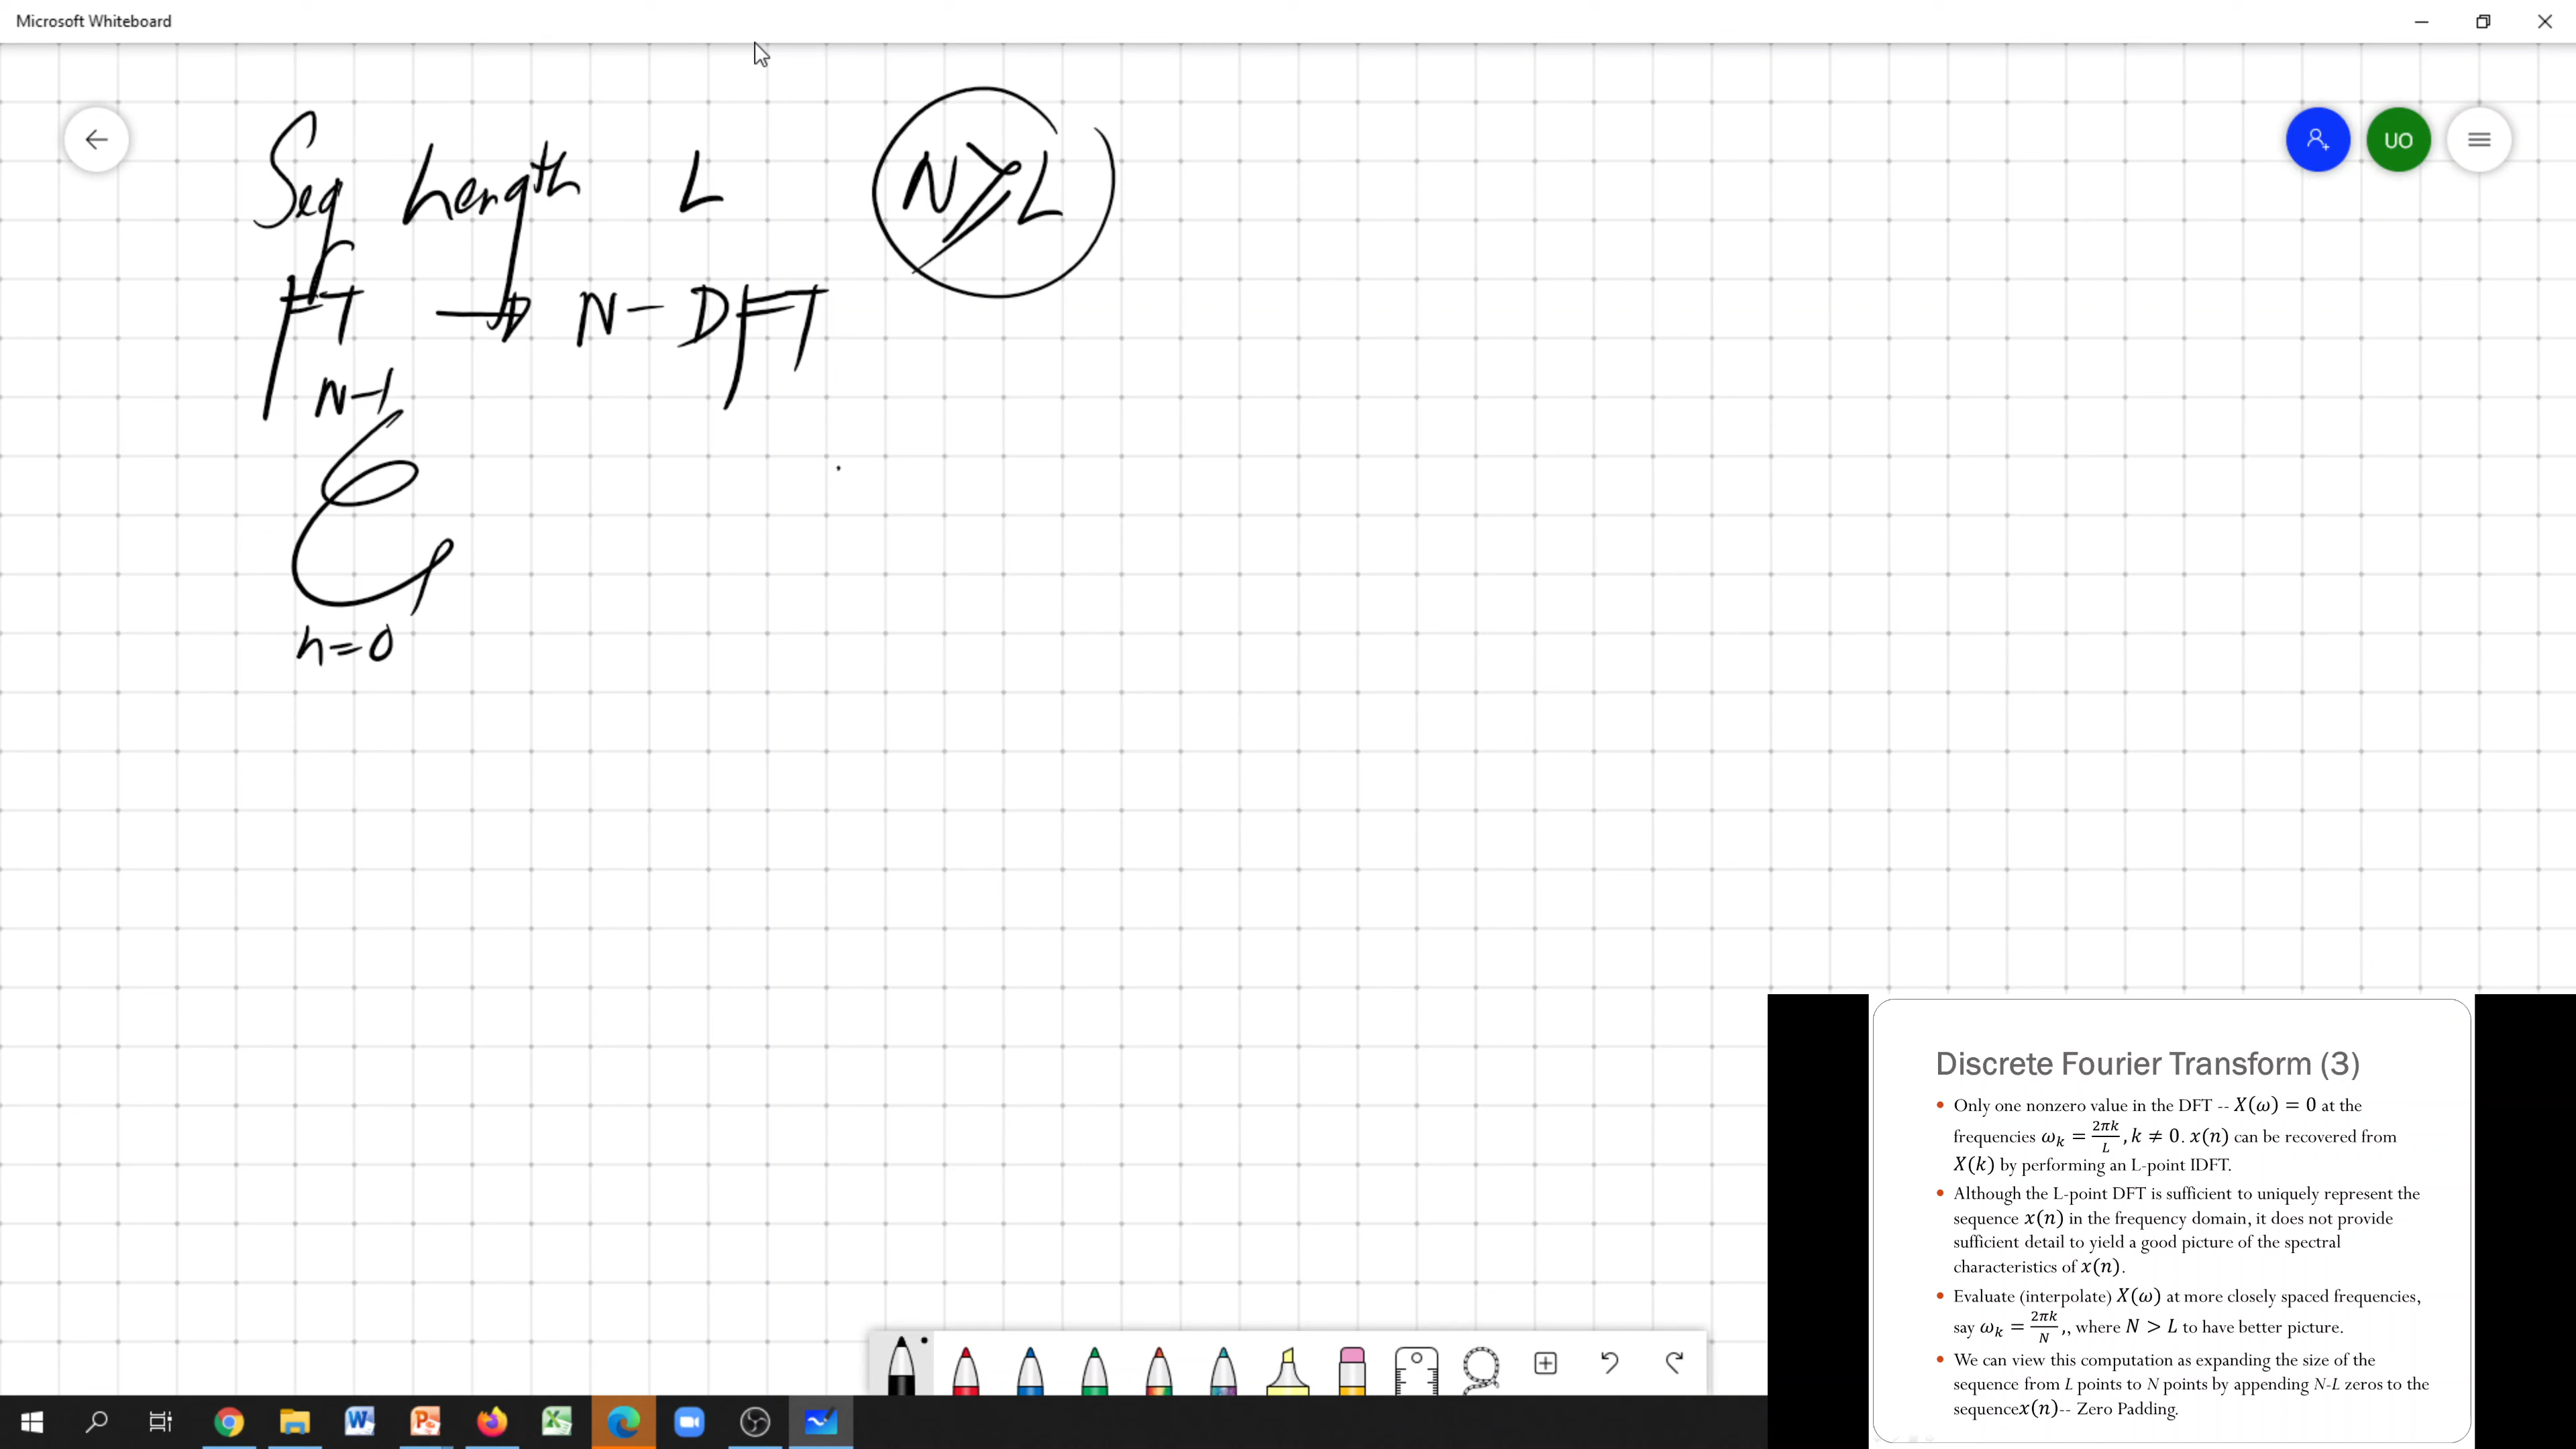 Microsoft Whiteboard
Seq Length L N≥L
UO
FT → N-DFT
N-1
Σ
n=0
Discrete Fourier Transform (3)
• Only one nonzero value in the DFT -- X(ω) = 0 at the
frequencies ωₖ = 2πk/L, k ≠ 0. x(n) can be recovered from
X(k) by performing an L-point IDFT.
• Although the L-point DFT is sufficient to uniquely represent the
sequence x(n) in the frequency domain, it does not provide
sufficient detail to yield a good picture of the spectral
characteristics of x(n).
• Evaluate (interpolate) X(ω) at more closely spaced frequencies,
say ωₖ = 2πk/N,, where N > L to have better picture.
• We can view this computation as expanding the size of the
sequence from L points to N points by appending N-L zeros to the
sequencex(n)-- Zero Padding.